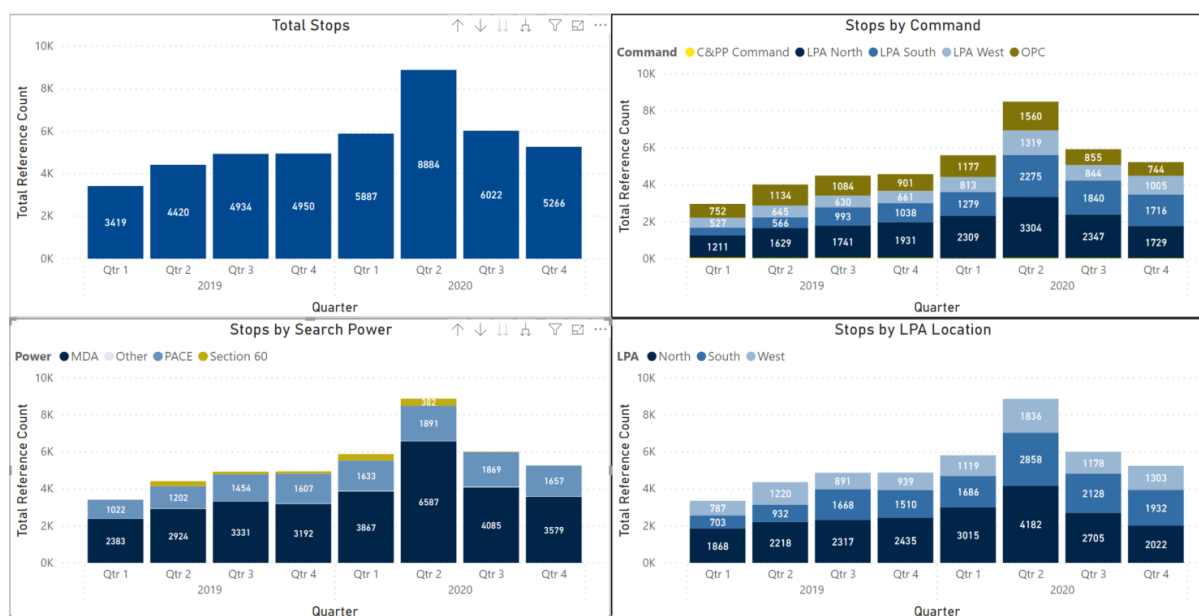 Total Stops
Total Reference Count
10K
8K
6K
4K
2K
0K
3419 4420 4934 4950 5887 8884 6022 5266
Qtr 1 Qtr 2 Qtr 3 Qtr 4 Qtr 1 Qtr 2 Qtr 3 Qtr 4
2019 2020
Quarter
Stops by Command
Command C&PP Command LPA North LPA South LPA West OPC
Total Reference Count
10K
8K
6K
4K
2K
0K
752 1134 1084 901 1177 1560 855 744
527 645 630 661 813 1319 844 1005
566 993 1038 1279 2275 1840 1716
1211 1629 1741 1931 2309 3304 2347 1729
Qtr 1 Qtr 2 Qtr 3 Qtr 4 Qtr 1 Qtr 2 Qtr 3 Qtr 4
2019 2020
Quarter
Stops by Search Power
Power MDA Other PACE Section 60
Total Reference Count
10K
8K
6K
4K
2K
0K
382
1022 1202 1454 1607 1633 1891 1869 1657
2383 2924 3331 3192 3867 6587 4085 3579
Qtr 1 Qtr 2 Qtr 3 Qtr 4 Qtr 1 Qtr 2 Qtr 3 Qtr 4
2019 2020
Quarter
Stops by LPA Location
LPA North South West
Total Reference Count
10K
8K
6K
4K
2K
0K
787 1220 891 939 1119 1836 1178 1303
703 932 1668 1510 1686 2858 2128 1932
1868 2218 2317 2435 3015 4182 2705 2022
Qtr 1 Qtr 2 Qtr 3 Qtr 4 Qtr 1 Qtr 2 Qtr 3 Qtr 4
2019 2020
Quarter